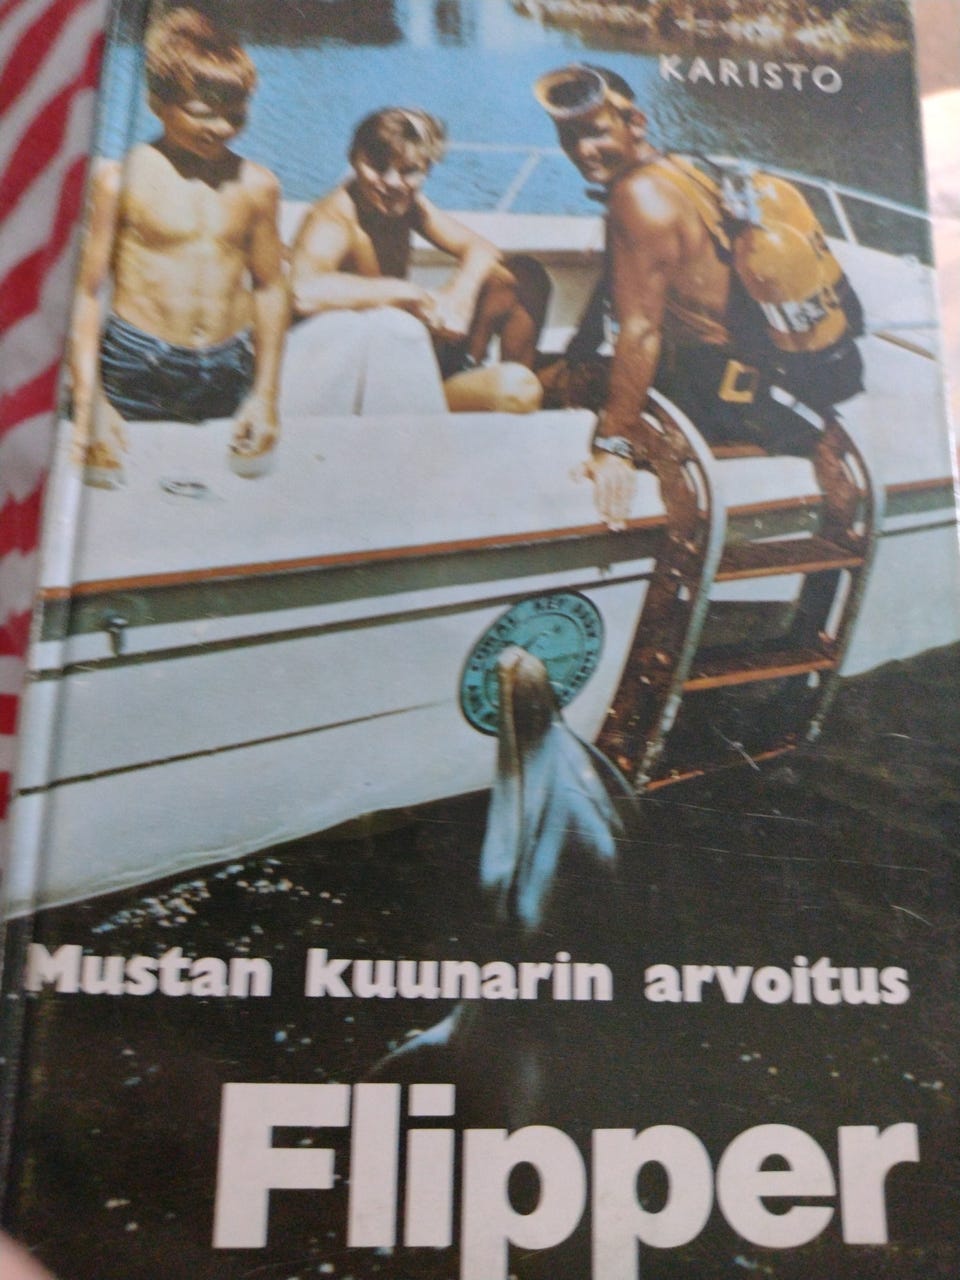 KARISTO
Mustan kuunarin arvoitus
Flipper